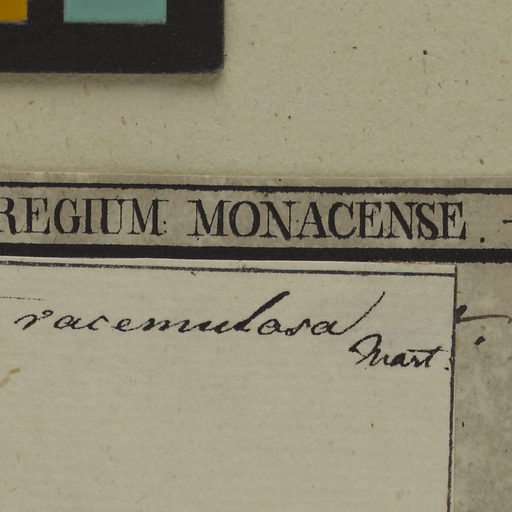 REGIUM MONACENSE.
racemulosa
Mart.